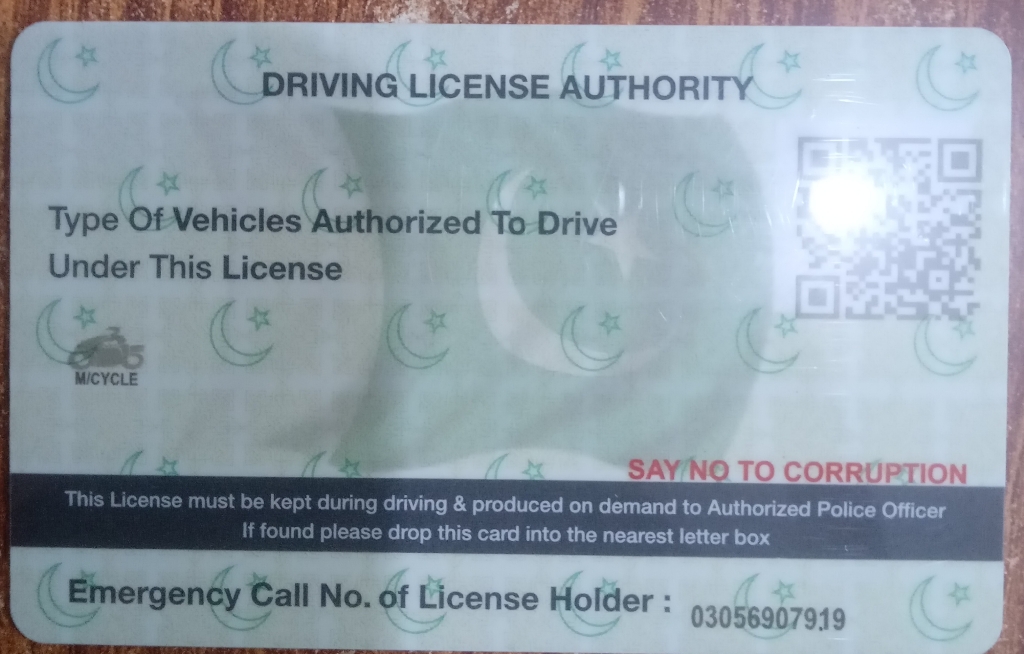 DRIVING LICENSE AUTHORITY
Type Of Vehicles Authorized To Drive
Under This License
M/CYCLE
SAY NO TO CORRUPTION
This License must be kept during driving & produced on demand to Authorized Police Officer
If found please drop this card into the nearest letter box
Emergency Call No. of License Holder : 03056907919